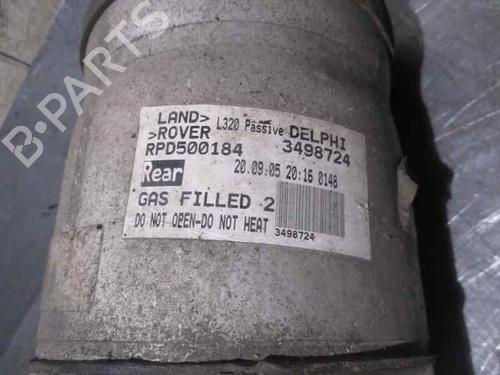 LAND>
>ROVER
L320 Passive
DELPHI
RPD500184
3498724
Rear
20.09.05 20:16 0148
GAS FILLED 2
DO NOT OPEN-DO NOT HEAT
3498724
B-PARTS